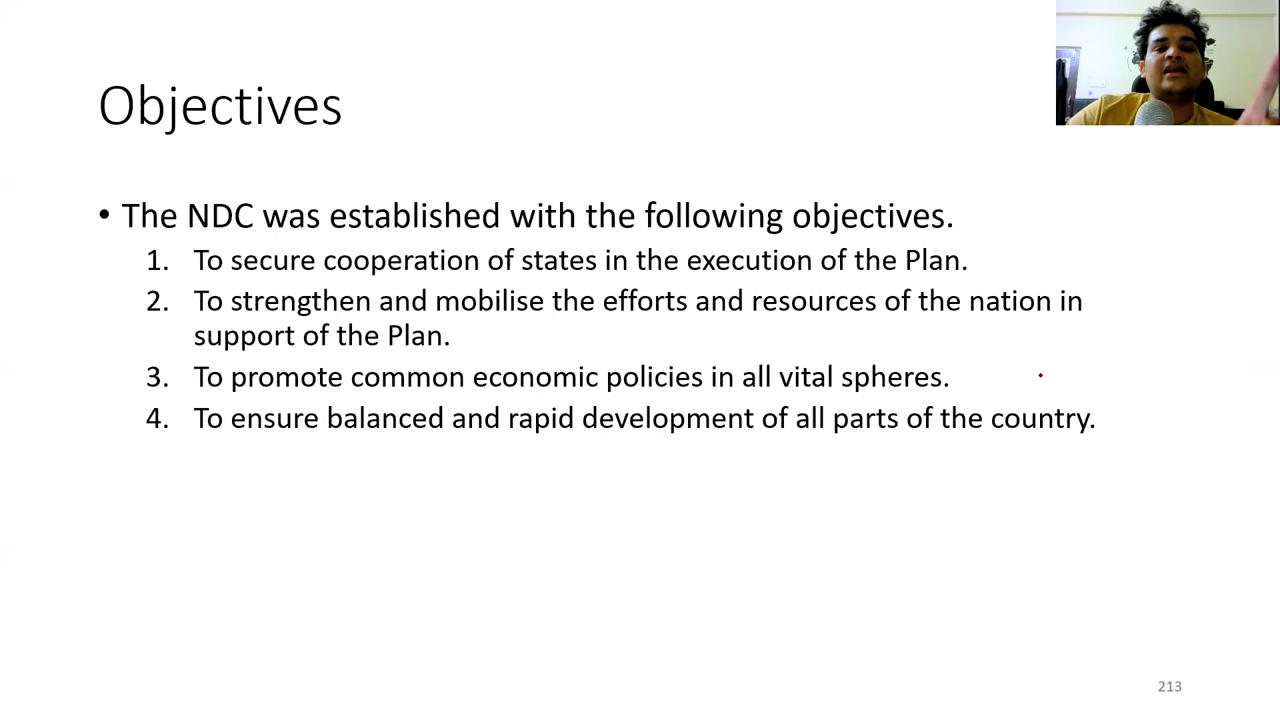 Objectives
• The NDC was established with the following objectives.
1. To secure cooperation of states in the execution of the Plan.
2. To strengthen and mobilise the efforts and resources of the nation in
support of the Plan.
3. To promote common economic policies in all vital spheres.
4. To ensure balanced and rapid development of all parts of the country.
213